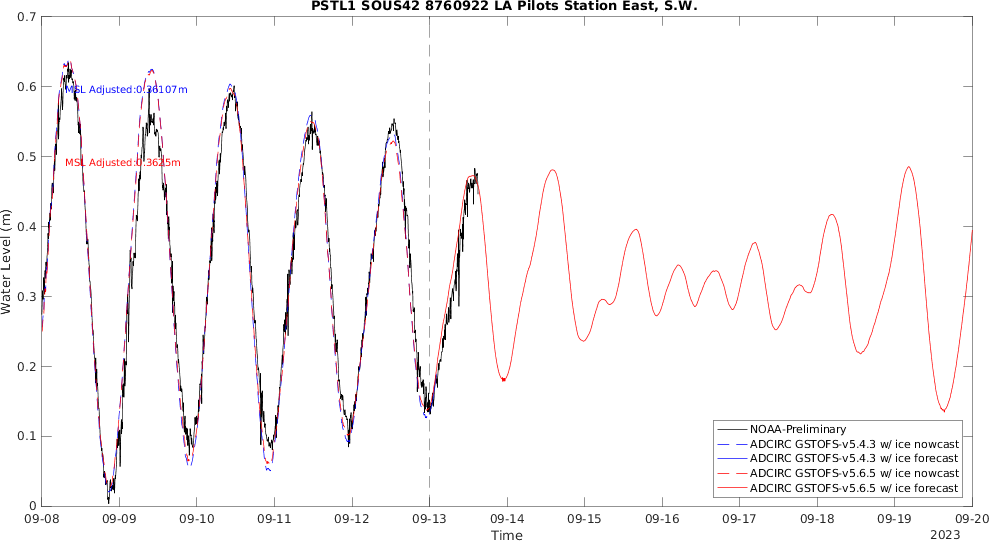 PSTL1 SOUS42 8760922 LA Pilots Station East, S.W.
Water Level (m)
0.7
0.6
0.5
0.4
0.3
0.2
0.1
0
MSL Adjusted:0.36107m
MSL Adjusted:0.3625m
NOAA-Preliminary
ADCIRC GSTOFS-v5.4.3 w/ ice nowcast
ADCIRC GSTOFS-v5.4.3 w/ ice forecast
ADCIRC GSTOFS-v5.6.5 w/ ice nowcast
ADCIRC GSTOFS-v5.6.5 w/ ice forecast
09-08 09-09 09-10 09-11 09-12 09-13 09-14 09-15 09-16 09-17 09-18 09-19 09-20
Time
2023